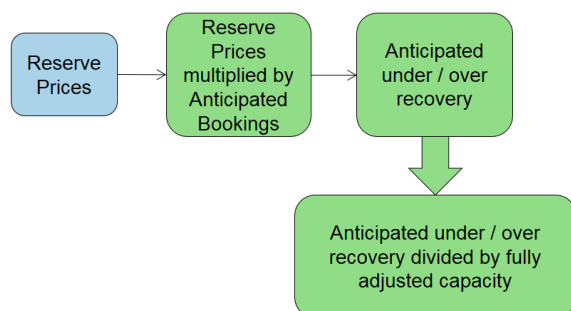 Reserve
Prices
Reserve
Prices
multiplied by
Anticipated
Bookings
Anticipated
under / over
recovery
Anticipated under / over
recovery divided by fully
adjusted capacity